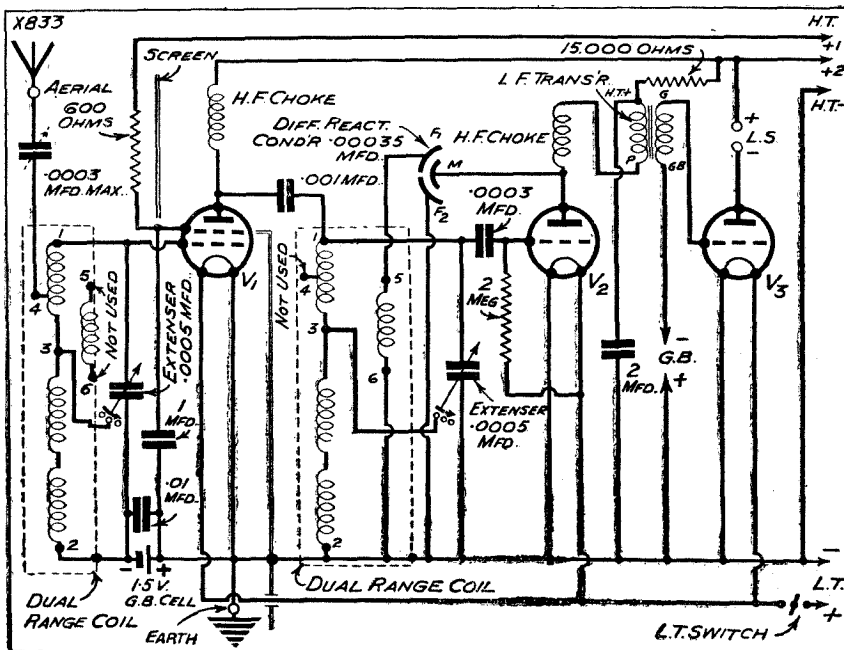 X833
H.T.
+1
+2
H.T.-
SCREEN
15.000 OHMS
AERIAL
600
OHMS
H.F. CHOKE
L.F. TRANS'R.
H.T.+
G
P
GB
DIFF. REACT.
COND'R .00035
MFD.
F1
M
F2
H.F. CHOKE
+
L.S
-
.0003
MFD. MAX.
.001 MFD.
.0003
MFD.
1
4
3
2
5
6
NOT USED
EXTENSER
.0005 MFD.
V1
1
4
3
2
NOT USED
5
6
2
MEG
V2
V3
EXTENSER
.0005
MFD.
2
MFD.
-
G.B.
+
1
MFD.
.01
MFD.
-
+
1.5 V.
G.B. CELL
DUAL
RANGE COIL
EARTH
DUAL RANGE COIL
-
L.T.
+
L.T. SWITCH